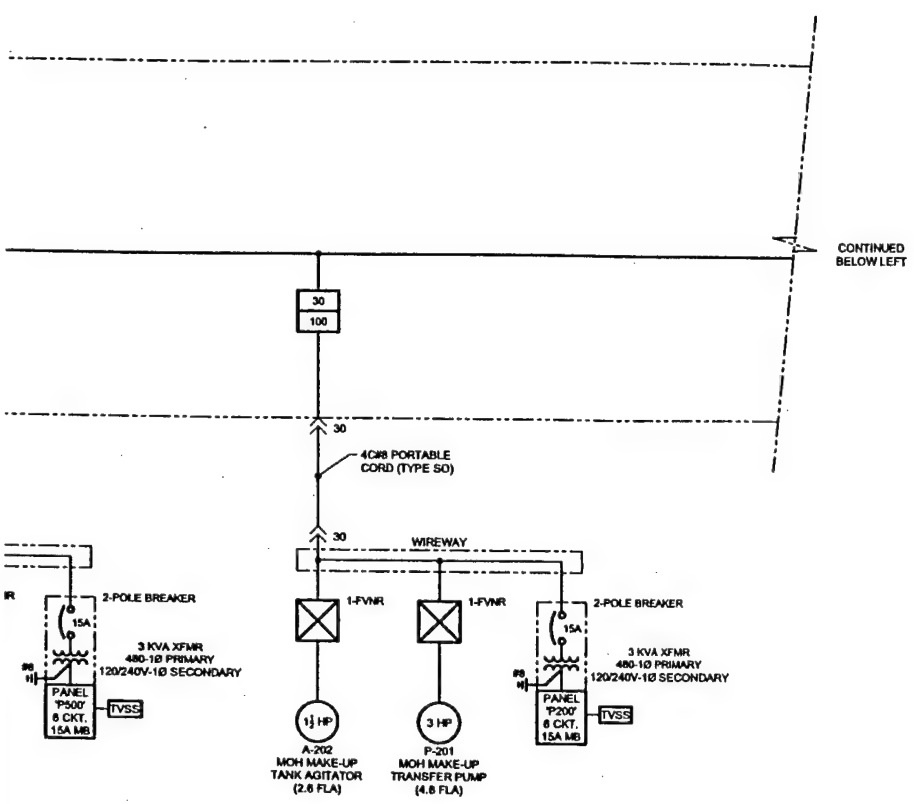 CONTINUED
BELOW LEFT
30
100
30
4C#8 PORTABLE
CORD (TYPE SO)
30
WIREWAY
2-POLE BREAKER
15A
3 KVA XFMR
480-1Ø PRIMARY
120/240V-1Ø SECONDARY
#8
PANEL
'P500'
6 CKT.
15A MB
TVSS
1-FVNR
1-FVNR
1½ HP
A-202
MOH MAKE-UP
TANK AGITATOR
(2.6 FLA)
3 HP
P-201
MOH MAKE-UP
TRANSFER PUMP
(4.8 FLA)
2-POLE BREAKER
15A
3 KVA XFMR
480-1Ø PRIMARY
120/240V-1Ø SECONDARY
#8
PANEL
'P200'
6 CKT.
15A MB
TVSS